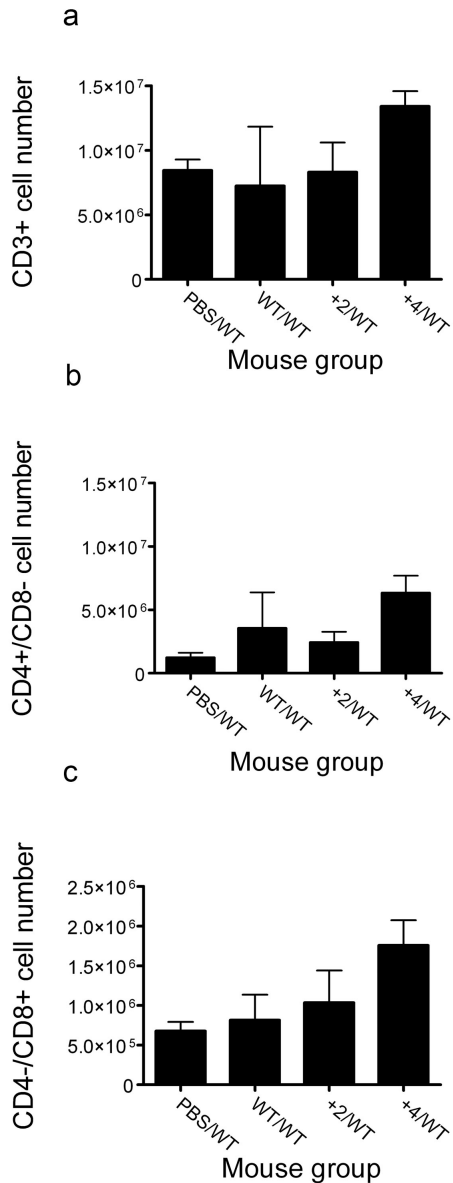 a
CD3+ cell number
1.5×10⁷
1.0×10⁷
5.0×10⁶
0
PBS/WT
WT/WT
+2/WT
+4/WT
Mouse group
b
CD4+/CD8- cell number
1.5×10⁷
1.0×10⁷
5.0×10⁶
0
PBS/WT
WT/WT
+2/WT
+4/WT
Mouse group
c
CD4-/CD8+ cell number
2.5×10⁶
2.0×10⁶
1.5×10⁶
1.0×10⁶
5.0×10⁵
0
PBS/WT
WT/WT
+2/WT
+4/WT
Mouse group